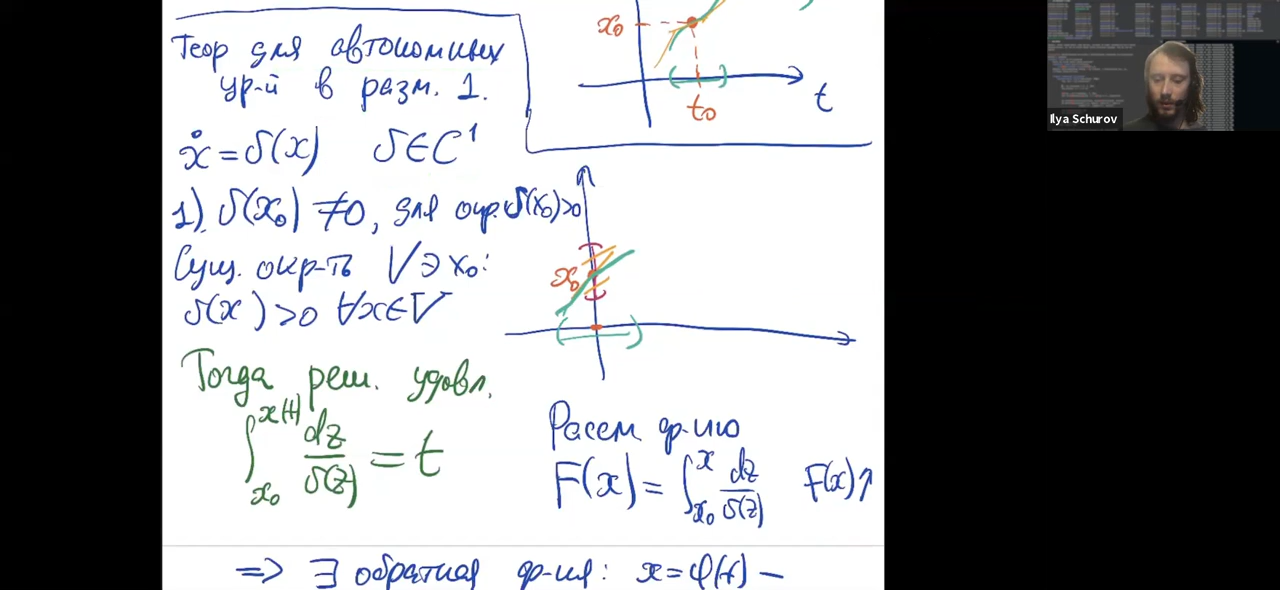 x₀
t₀
t
Теор для автономных
ур-й в разм. 1.
ẋ = f(x) f ∈ C¹
1). f(x₀) ≠ 0, для опр. f(x₀) > 0
Сущ. окр-ть V ∋ x₀:
f(x) > 0 ∀x ∈ V
x₀
Тогда реш. удовл.
∫_{x₀}^{x(t)} dz/f(z) = t
Рассм ф-ию
F(x) = ∫_{x₀}^{x} dz/f(z) F(x)↑
=> ∃ обратная ф-ия: x = φ(t) –
Ilya Schurov